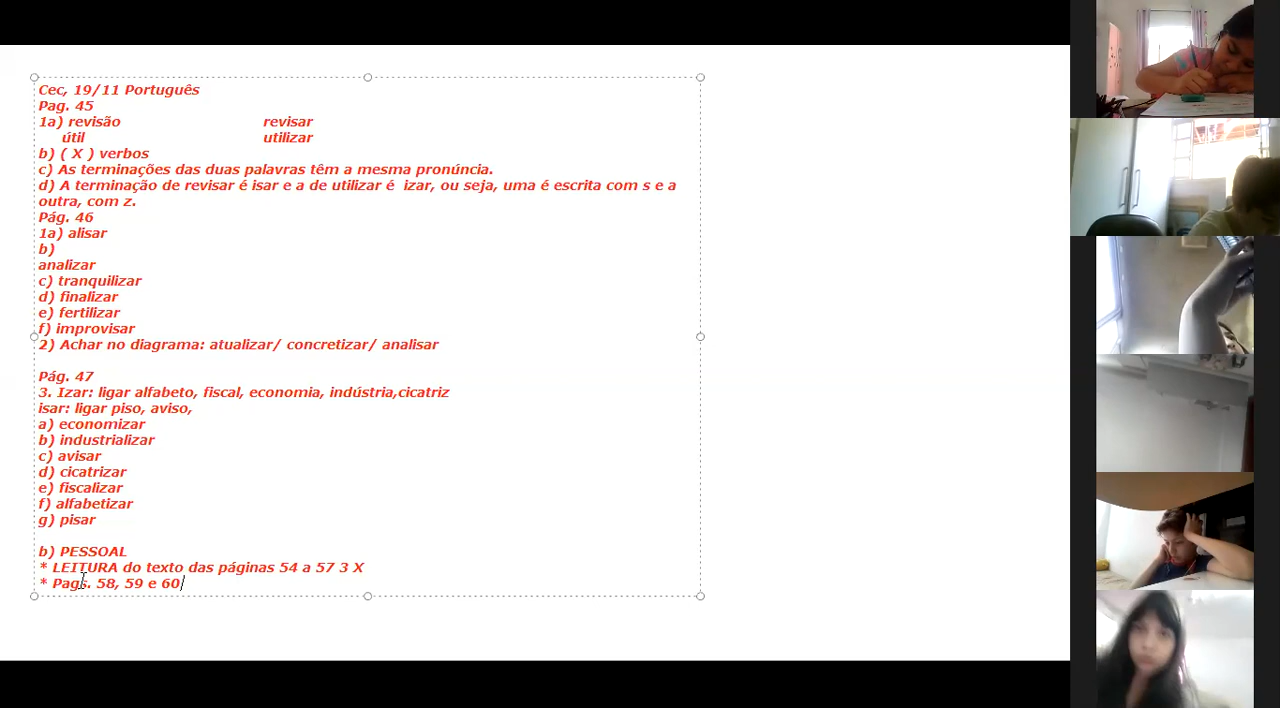 Cec, 19/11 Português
Pag. 45
1a) revisão revisar
útil utilizar
b) ( X ) verbos
c) As terminações das duas palavras têm a mesma pronúncia.
d) A terminação de revisar é isar e a de utilizar é izar, ou seja, uma é escrita com s e a
outra, com z.
Pág. 46
1a) alisar
b)
analizar
c) tranquilizar
d) finalizar
e) fertilizar
f) improvisar
2) Achar no diagrama: atualizar/ concretizar/ analisar
Pág. 47
3. Izar: ligar alfabeto, fiscal, economia, indústria,cicatriz
isar: ligar piso, aviso,
a) economizar
b) industrializar
c) avisar
d) cicatrizar
e) fiscalizar
f) alfabetizar
g) pisar
b) PESSOAL
* LEITURA do texto das páginas 54 a 57 3 X
* Pags. 58, 59 e 60